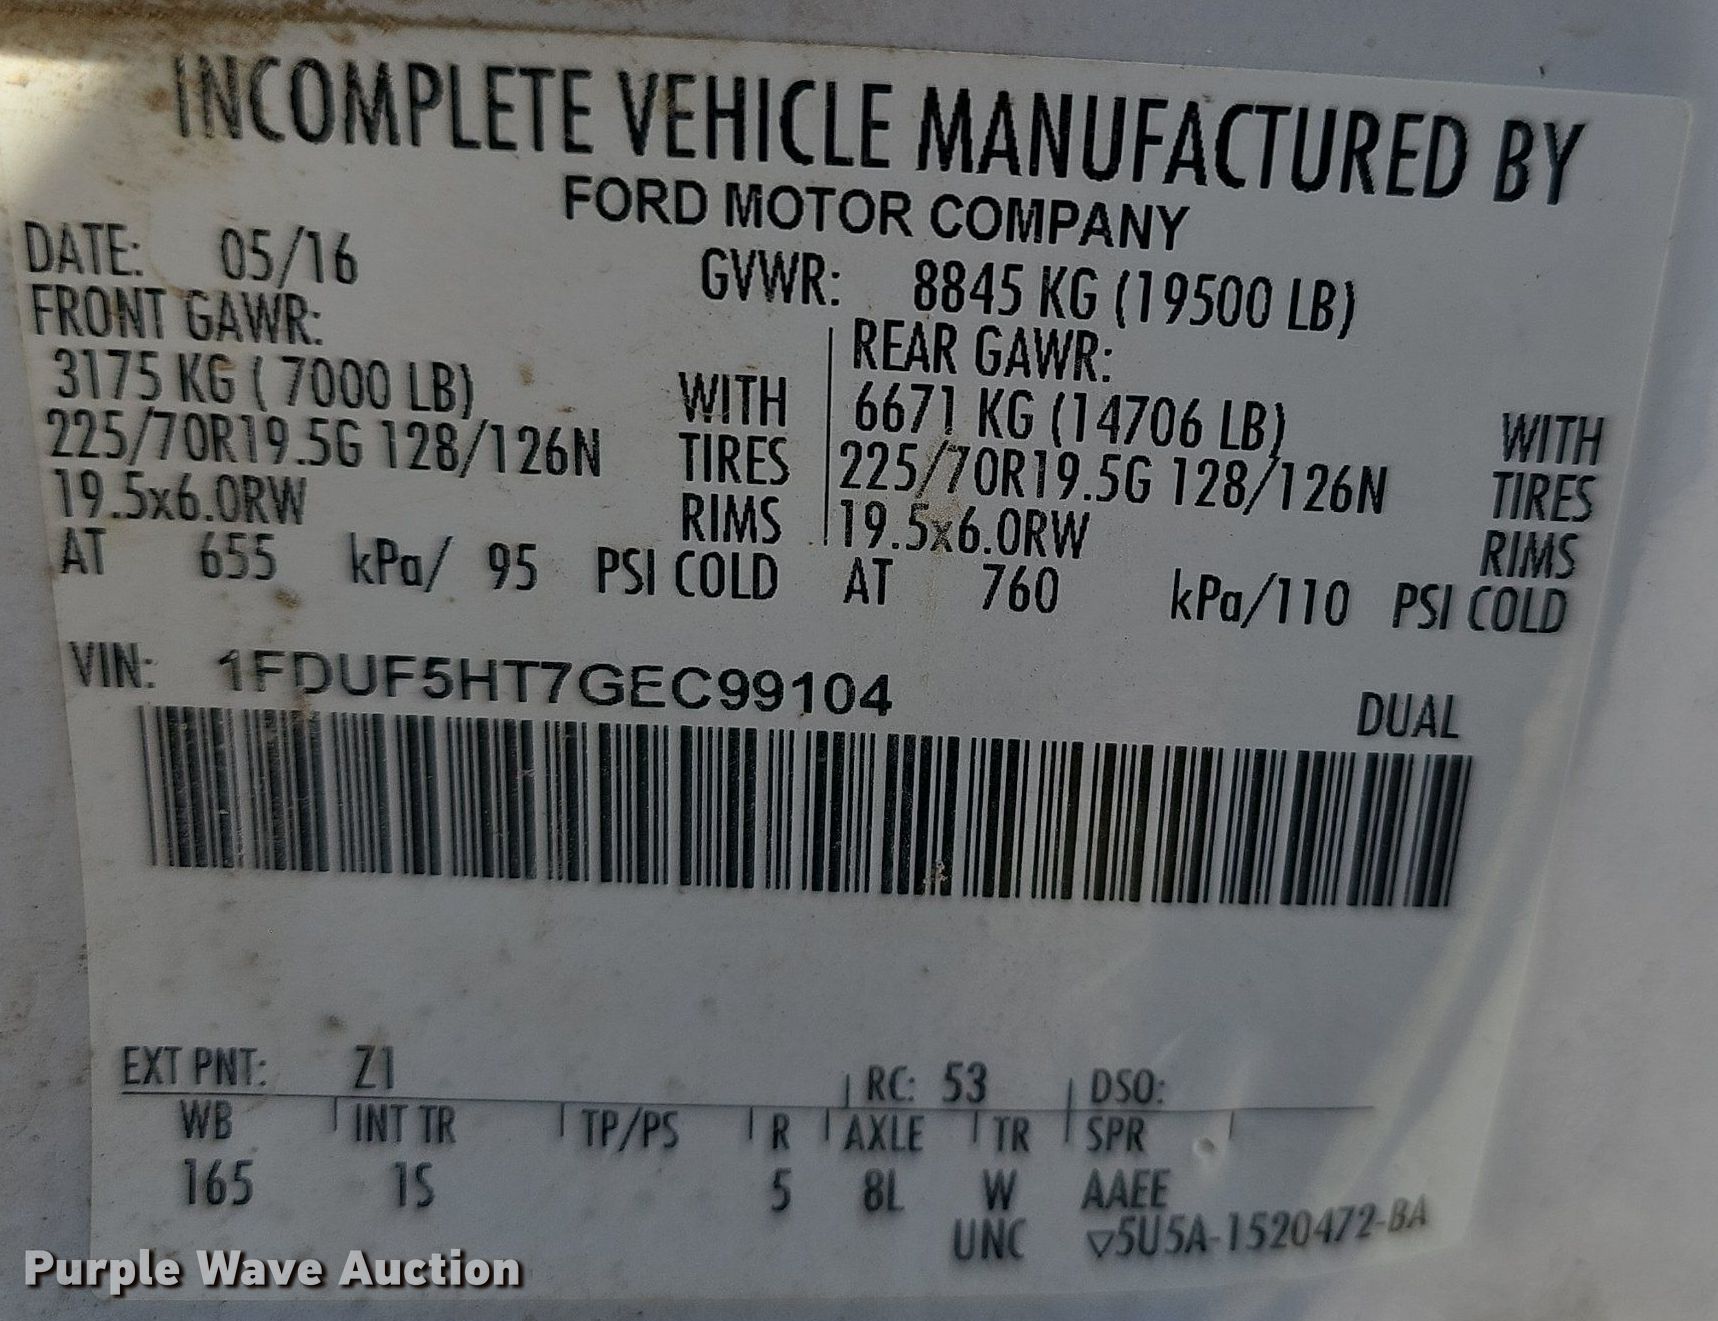 INCOMPLETE VEHICLE MANUFACTURED BY
FORD MOTOR COMPANY
DATE: 05/16 GVWR: 8845 KG (19500 LB)
FRONT GAWR: REAR GAWR:
3175 KG ( 7000 LB) WITH 6671 KG (14706 LB) WITH
225/70R19.5G 128/126N TIRES 225/70R19.5G 128/126N TIRES
19.5x6.0RW RIMS 19.5x6.0RW RIMS
AT 655 kPa/ 95 PSI COLD AT 760 kPa/110 PSI COLD
VIN: 1FDUF5HT7GEC99104
DUAL
EXT PNT: Z1 RC: 53 DSO:
WB INT TR TP/PS R AXLE TR SPR
165 1S 5 8L W AAEE
UNC ▽5U5A-1520472-BA
Purple Wave Auction